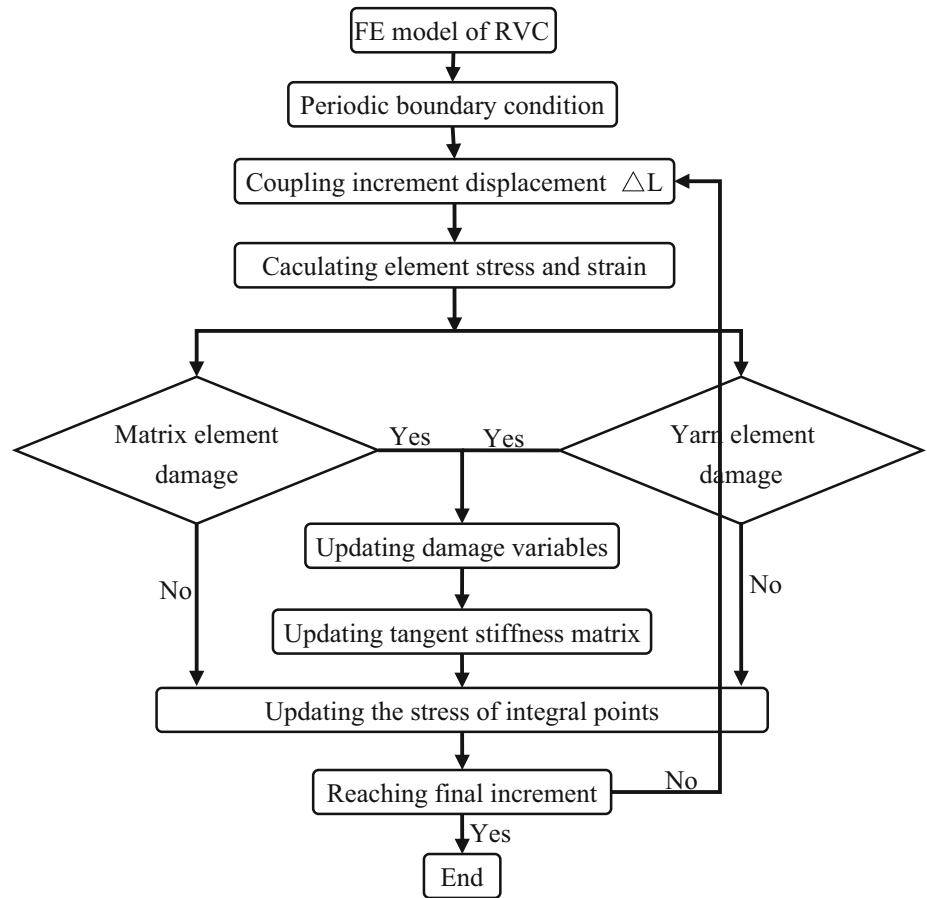 FE model of RVC
Periodic boundary condition
Coupling increment displacement △L
Caculating element stress and strain
Matrix element
damage
Yes
Yes
Yarn element
damage
Updating damage variables
No
No
Updating tangent stiffness matrix
Updating the stress of integral points
Reaching final increment
No
Yes
End